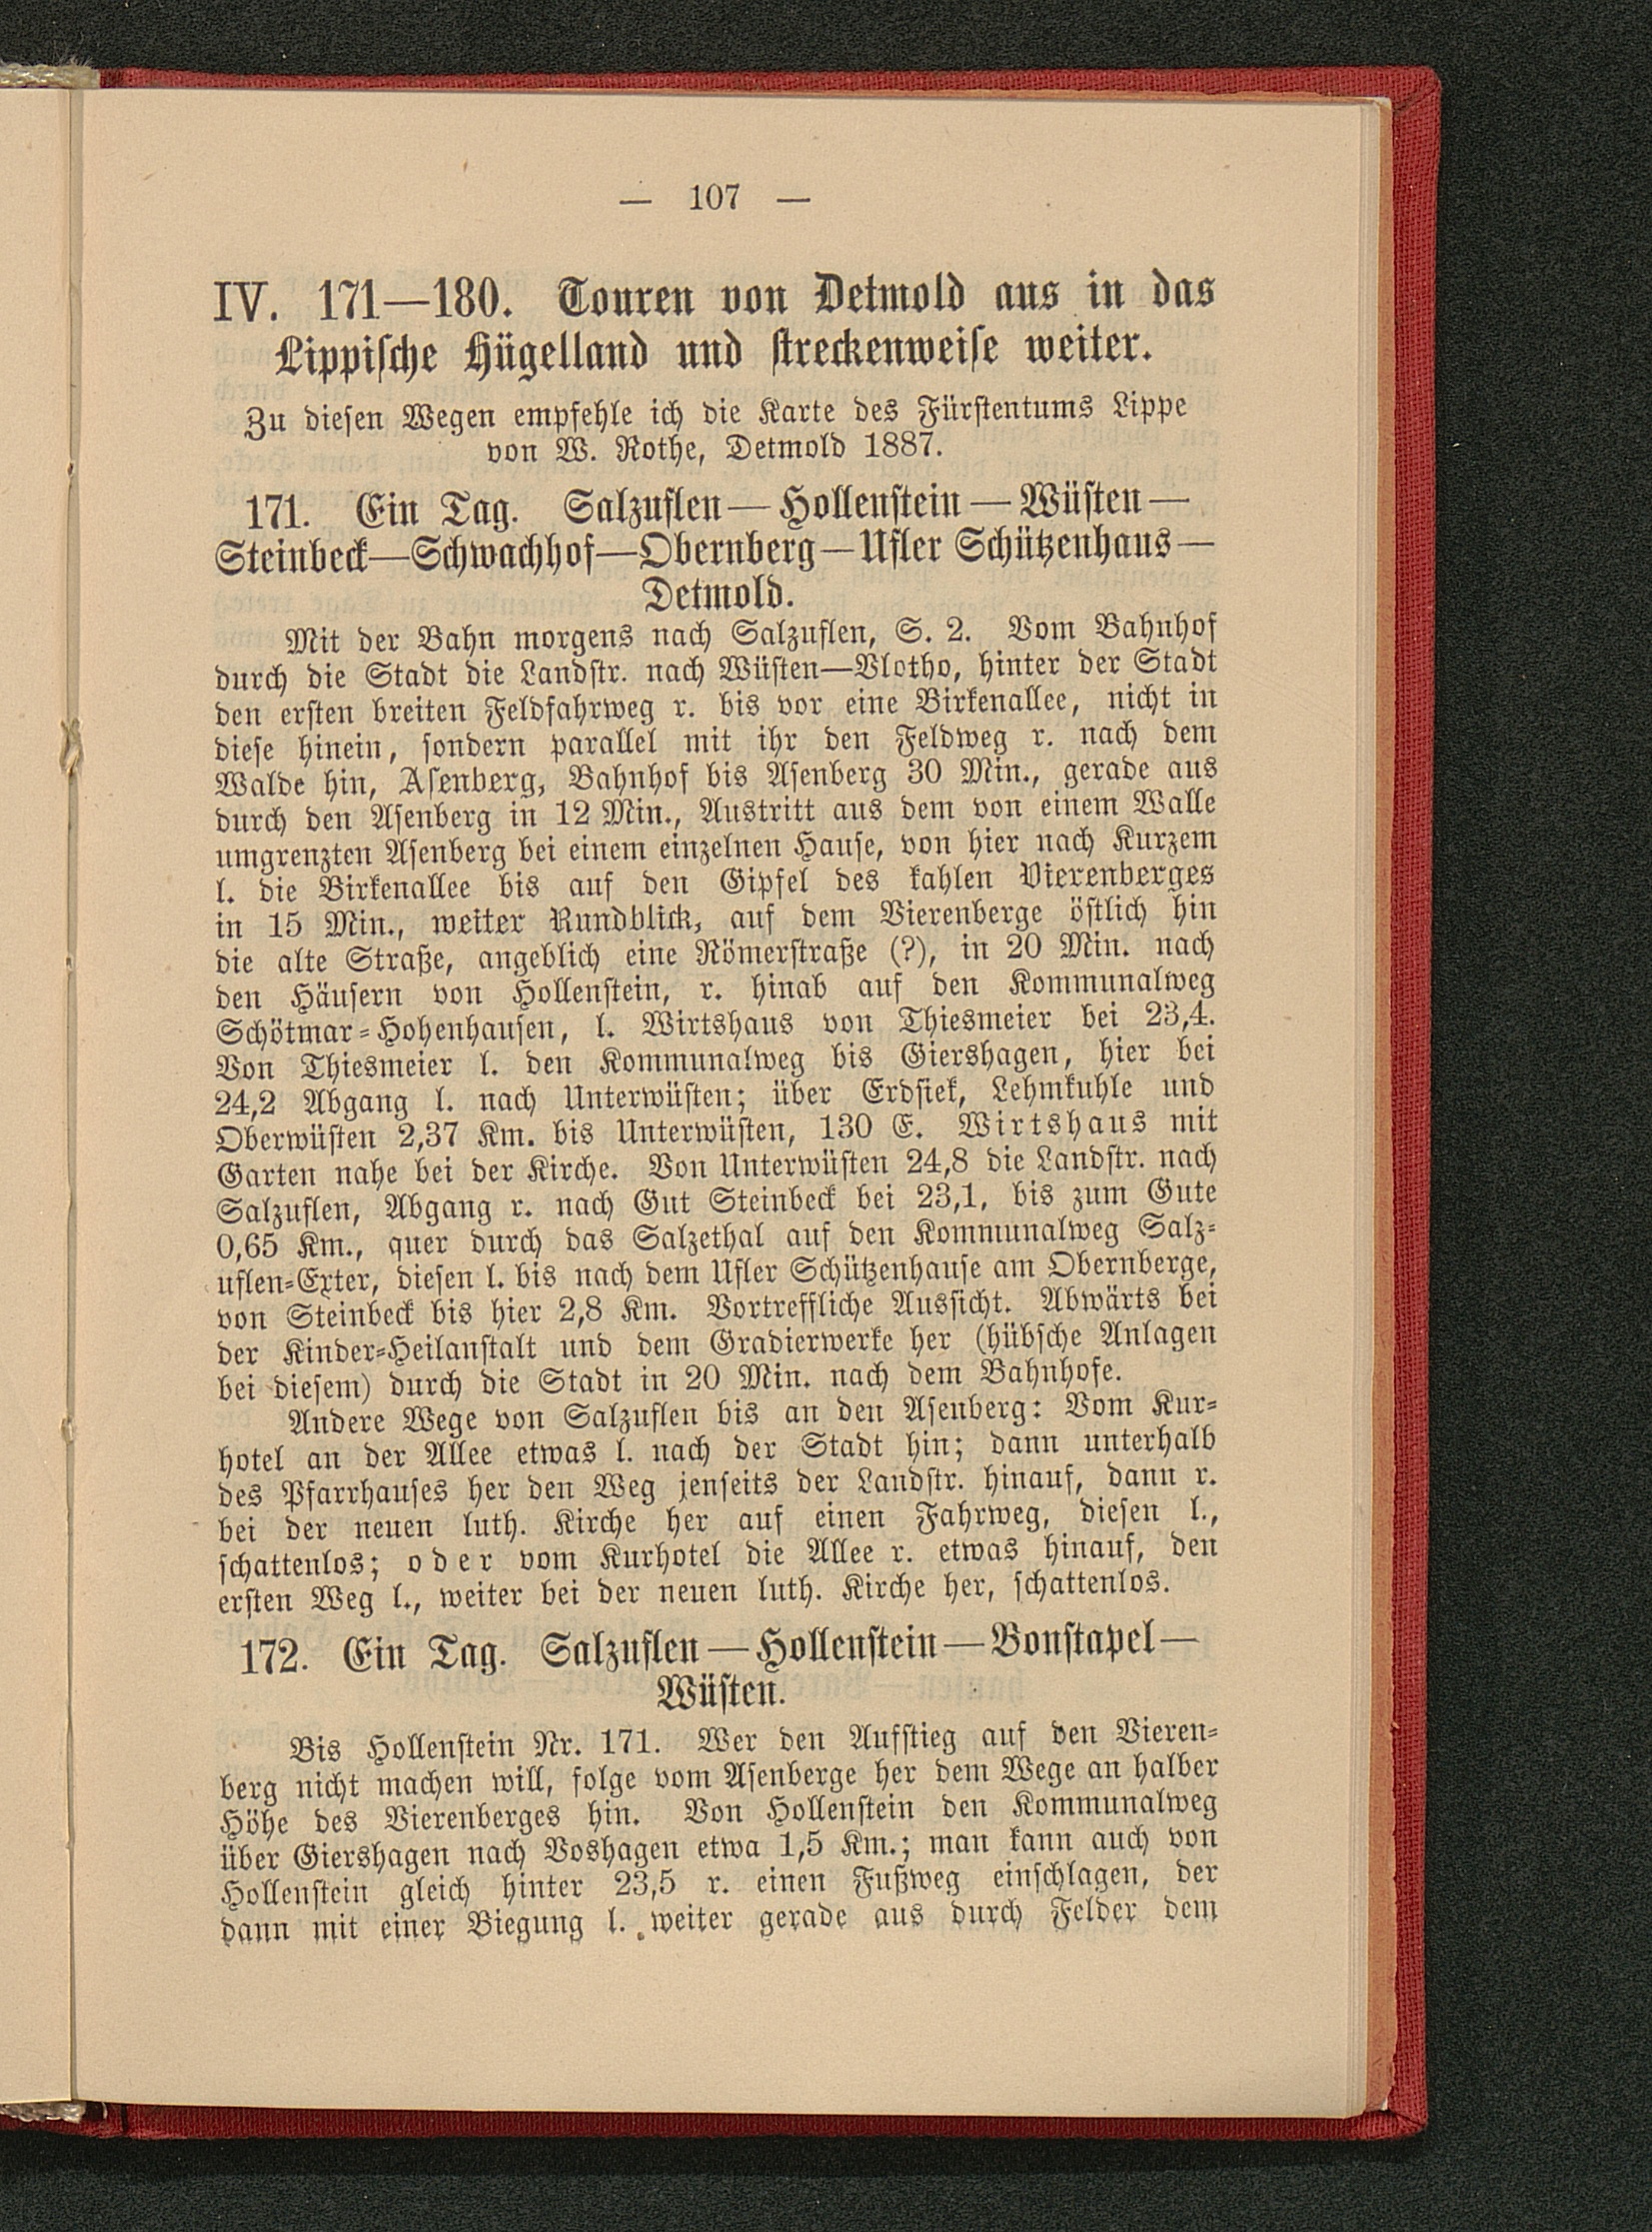 — 107 —
IV. 171—180. Touren von Detmold aus in das
Lippische Hügelland und streckenweise weiter.
Zu diesen Wegen empfehle ich die Karte des Fürstentums Lippe
von W. Rothe, Detmold 1887.
171. Ein Tag. Salzuflen—Hollenstein—Wüsten—
Steinbeck—Schwachhof—Obernberg—Ufler Schützenhaus—
Detmold.
Mit der Bahn morgens nach Salzuflen, S. 2. Vom Bahnhof
durch die Stadt die Landstr. nach Wüsten—Vlotho, hinter der Stadt
den ersten breiten Feldfahrweg r. bis vor eine Birkenallee, nicht in
diese hinein, sondern parallel mit ihr den Feldweg r. nach dem
Walde hin, Asenberg, Bahnhof bis Asenberg 30 Min., gerade aus
durch den Asenberg in 12 Min., Austritt aus dem von einem Walle
umgrenzten Asenberg bei einem einzelnen Hause, von hier nach Kurzem
l. die Birkenallee bis auf den Gipfel des kahlen Vierenberges
in 15 Min., weiter Rundblick, auf dem Vierenberge östlich hin
die alte Straße, angeblich eine Römerstraße (?), in 20 Min. nach
den Häusern von Hollenstein, r. hinab auf den Kommunalweg
Schötmar-Hohenhausen, l. Wirtshaus von Thiesmeier bei 23,4.
Von Thiesmeier l. den Kommunalweg bis Giershagen, hier bei
24,2 Abgang l. nach Unterwüsten; über Erdsiek, Lehmkuhle und
Oberwüsten 2,37 Km. bis Unterwüsten, 130 E. Wirtshaus mit
Garten nahe bei der Kirche. Von Unterwüsten 24,8 die Landstr. nach
Salzuflen, Abgang r. nach Gut Steinbeck bei 23,1, bis zum Gute
0,65 Km., quer durch das Salzethal auf den Kommunalweg Salz-
uflen-Exter, diesen l. bis nach dem Ufler Schützenhause am Obernberge,
von Steinbeck bis hier 2,8 Km. Vortreffliche Aussicht. Abwärts bei
der Kinder-Heilanstalt und dem Gradierwerke her (hübsche Anlagen
bei diesem) durch die Stadt in 20 Min. nach dem Bahnhofe.
Andere Wege von Salzuflen bis an den Asenberg: Vom Kur-
hotel an der Allee etwas l. nach der Stadt hin; dann unterhalb
des Pfarrhauses her den Weg jenseits der Landstr. hinauf, dann r.
bei der neuen luth. Kirche her auf einen Fahrweg, diesen l.,
schattenlos; oder vom Kurhotel die Allee r. etwas hinauf, den
ersten Weg l., weiter bei der neuen luth. Kirche her, schattenlos.
172. Ein Tag. Salzuflen—Hollenstein—Bonstapel—
Wüsten.
Bis Hollenstein Nr. 171. Wer den Aufstieg auf den Vieren-
berg nicht machen will, folge vom Asenberge her dem Wege an halber
Höhe des Vierenberges hin. Von Hollenstein den Kommunalweg
über Giershagen nach Voshagen etwa 1,5 Km.; man kann auch von
Hollenstein gleich hinter 23,5 r. einen Fußweg einschlagen, der
dann mit einer Biegung l. weiter gerade aus durch Felder dem